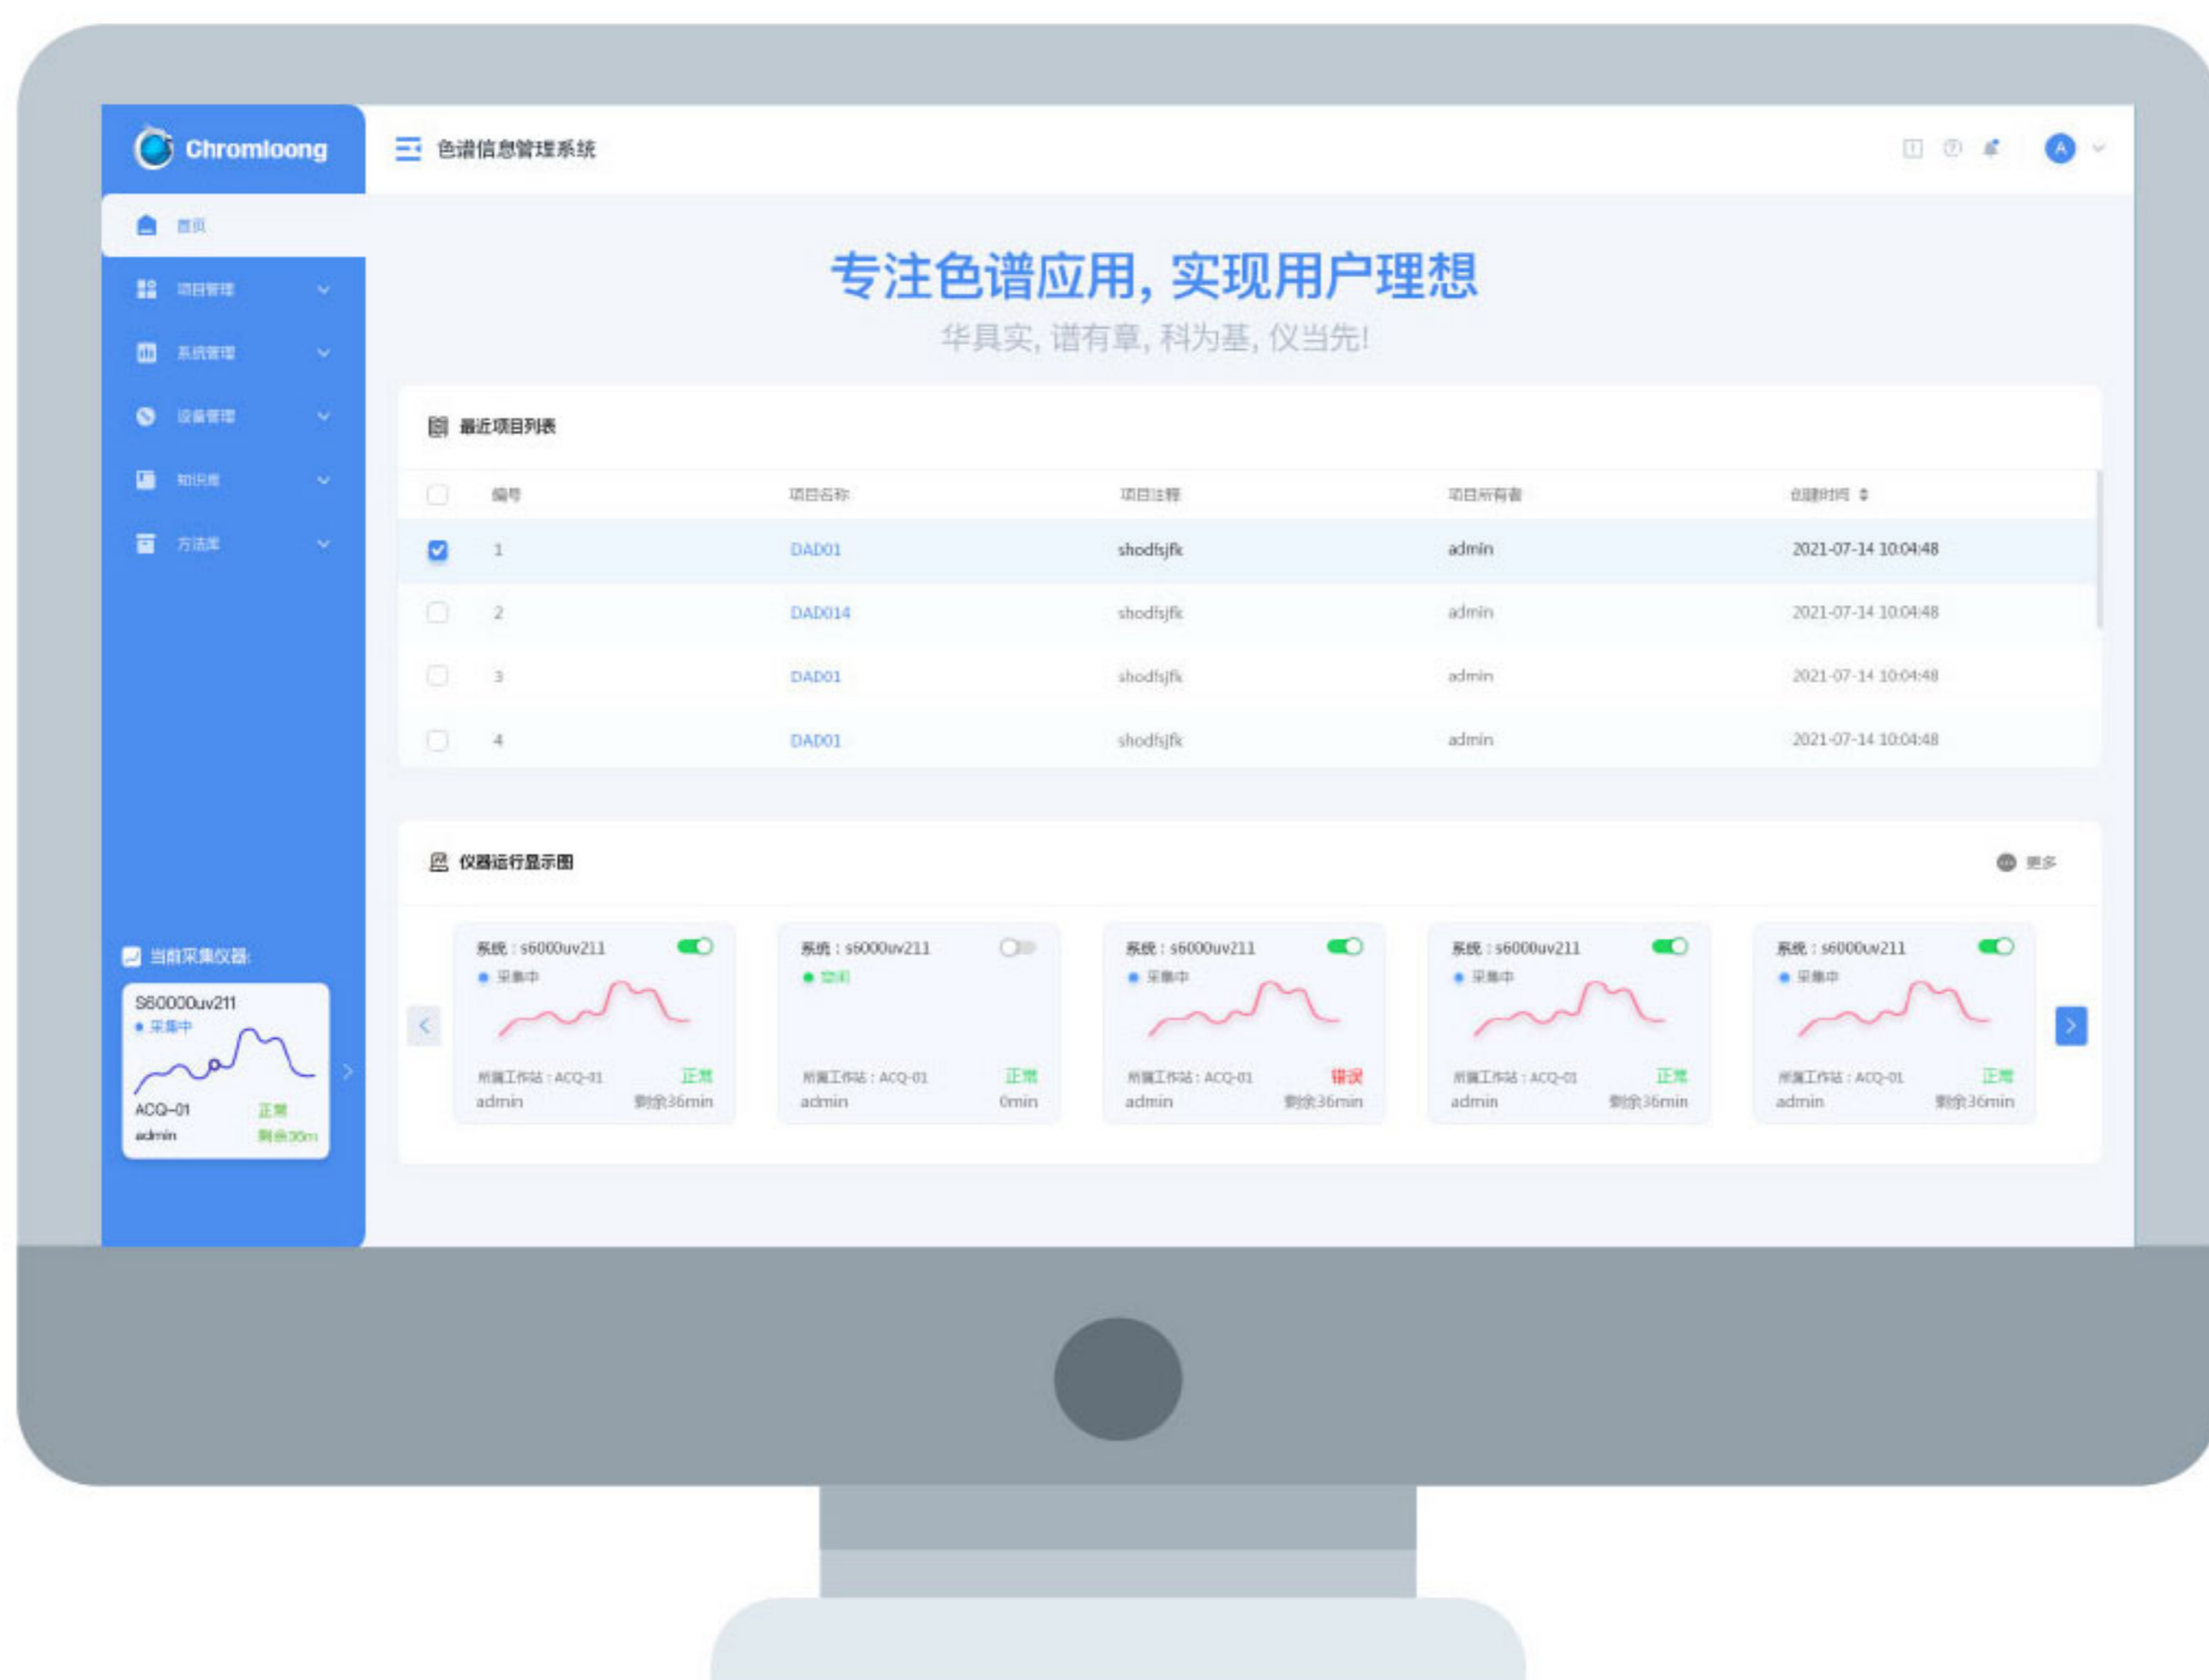 Chromloong
色谱信息管理系统
A
首页
项目管理
系统管理
设备管理
知识库
方法库
专注色谱应用, 实现用户理想
华具实, 谱有章, 科为基, 仪当先!
最近项目列表
编号 项目名称 项目注释 项目所有者 创建时间
1 DAD01 shodfsjfk admin 2021-07-14 10:04:48
2 DAD014 shodfsjfk admin 2021-07-14 10:04:48
3 DAD01 shodfsjfk admin 2021-07-14 10:04:48
4 DAD01 shodfsjfk admin 2021-07-14 10:04:48
仪器运行显示图
更多
系统 : s6000uv211
采集中
所属工作站 : ACQ-01 正常
admin 剩余36min
系统 : s6000uv211
空闲
所属工作站 : ACQ-01 正常
admin 0min
系统 : s6000uv211
采集中
所属工作站 : ACQ-01 错误
admin 剩余36min
系统 : s6000uv211
采集中
所属工作站 : ACQ-01 正常
admin 剩余36min
系统 : s6000uv211
采集中
所属工作站 : ACQ-01 正常
admin 剩余36min
当前采集仪器:
S60000uv211
采集中
ACQ-01 正常
admin 剩余36m